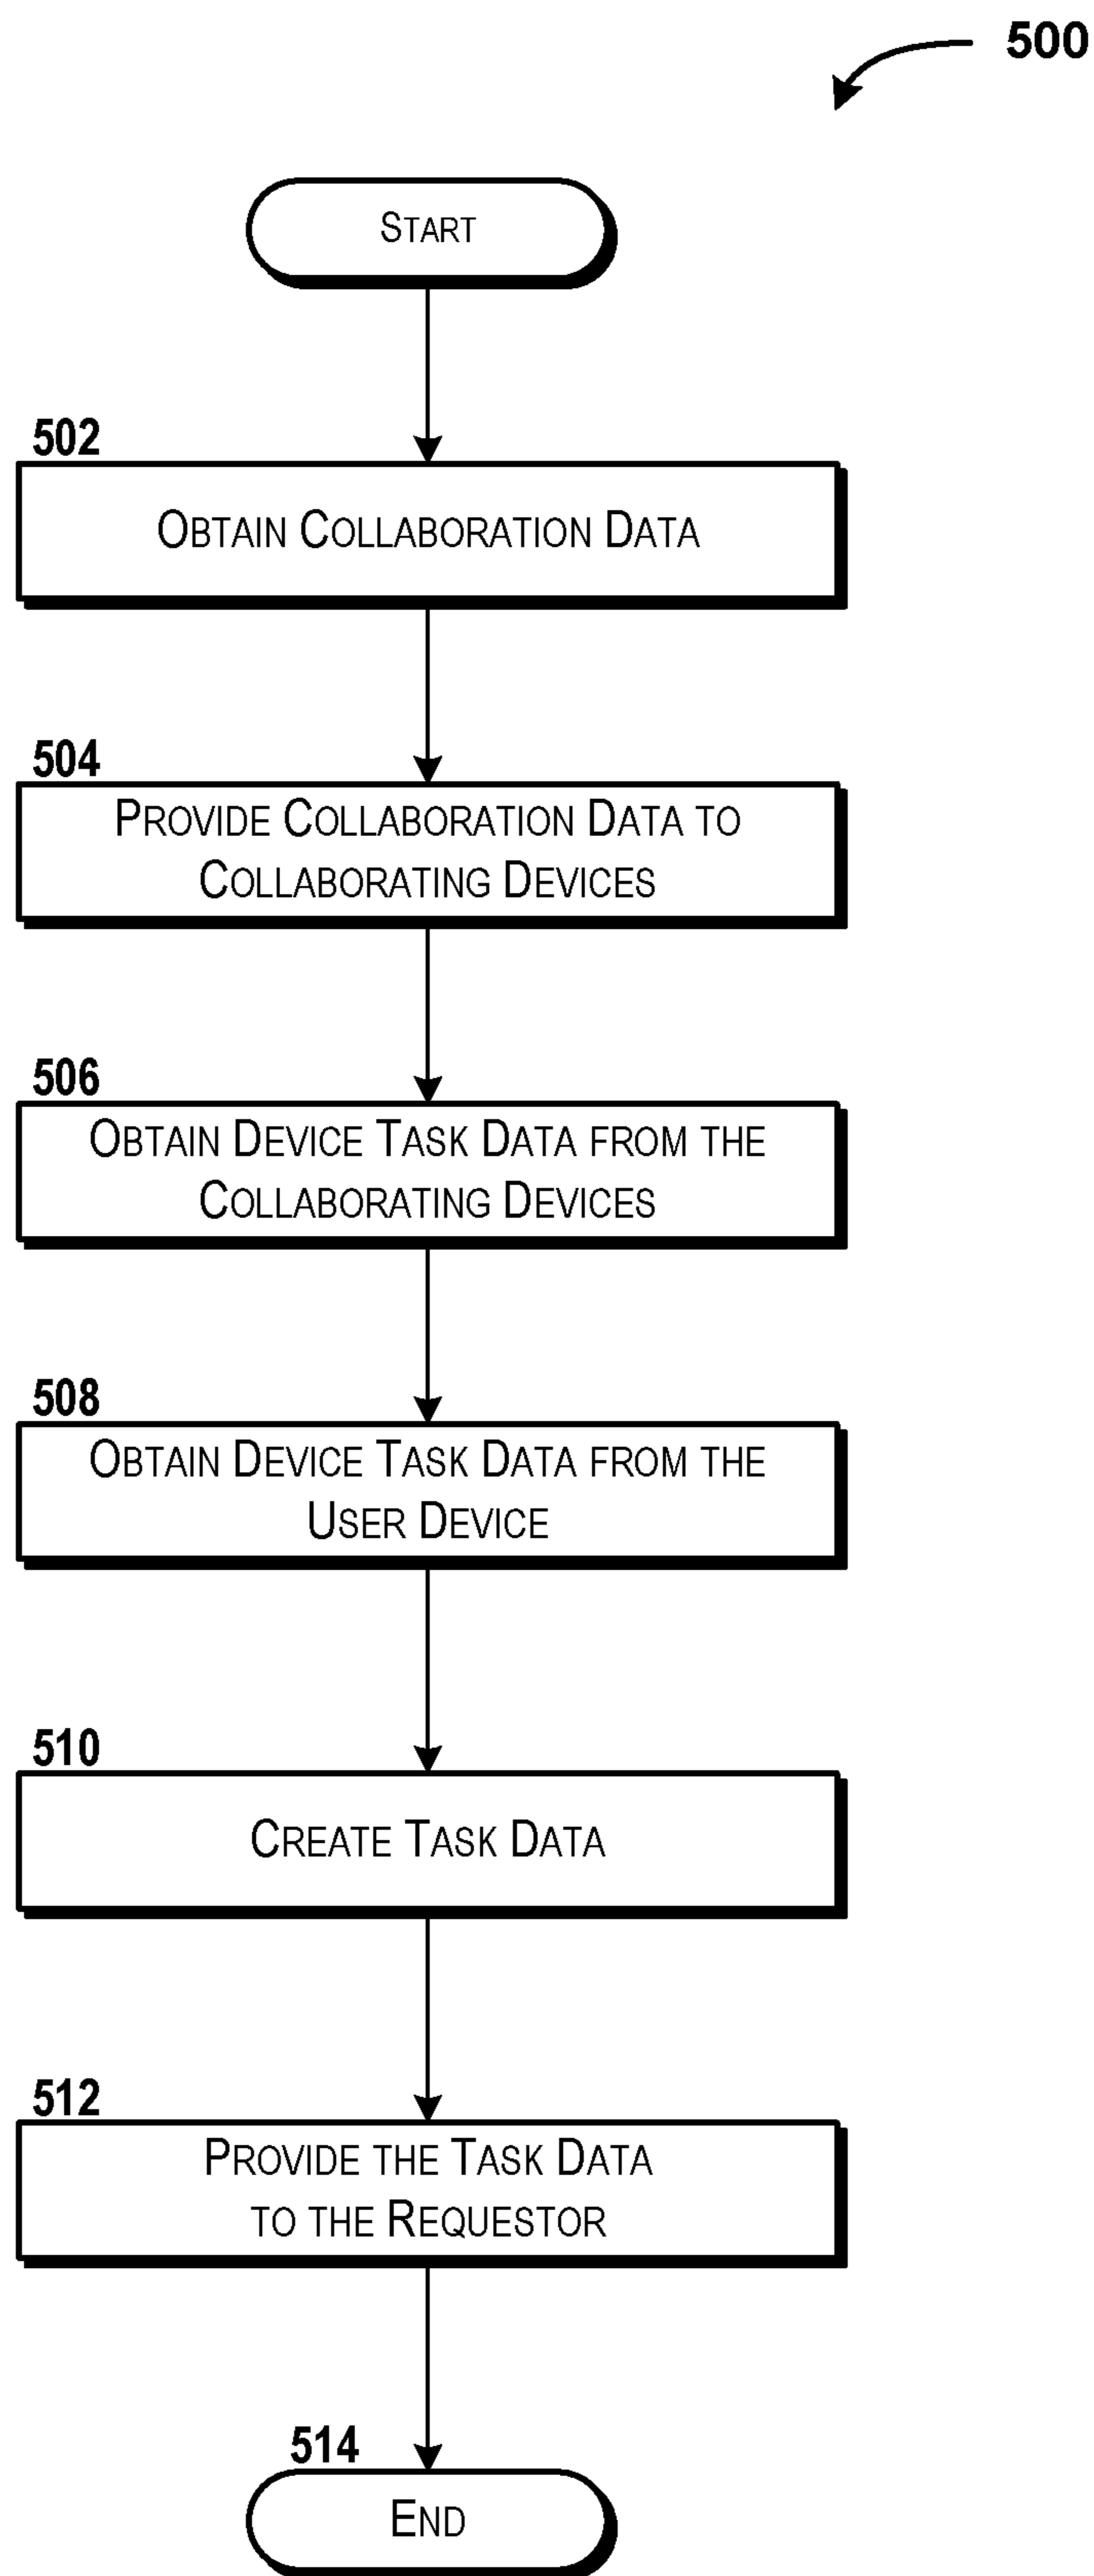 500
START
502
OBTAIN COLLABORATION DATA
504
PROVIDE COLLABORATION DATA TO
COLLABORATING DEVICES
506
OBTAIN DEVICE TASK DATA FROM THE
COLLABORATING DEVICES
508
OBTAIN DEVICE TASK DATA FROM THE
USER DEVICE
510
CREATE TASK DATA
512
PROVIDE THE TASK DATA
TO THE REQUESTOR
514
END